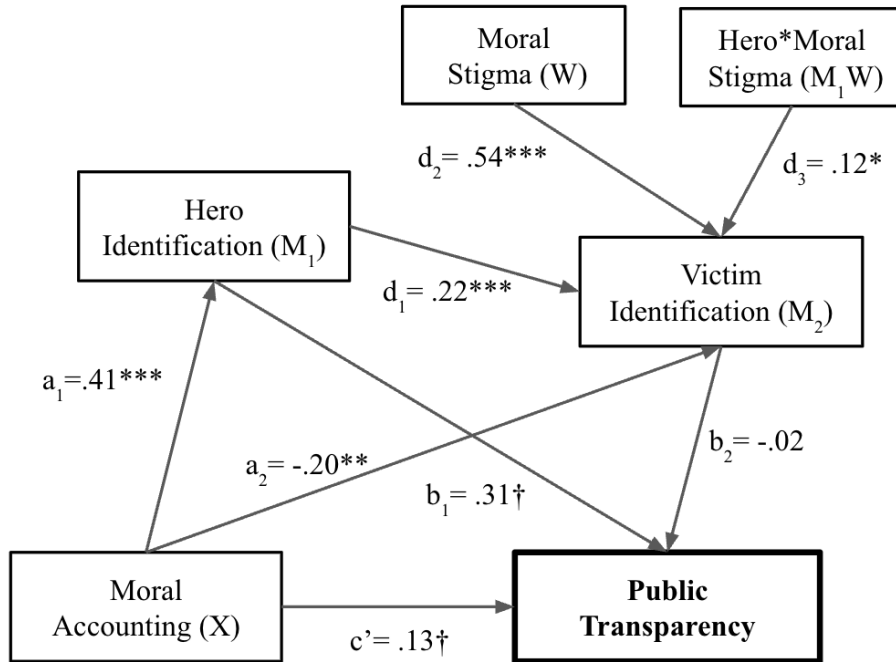 Moral
Stigma (W)
Hero*Moral
Stigma (M₁W)
d₂= .54***
d₃= .12*
Hero
Identification (M₁)
d₁= .22***
Victim
Identification (M₂)
a₁=.41***
a₂= -.20**
b₁= .31†
b₂= -.02
Moral
Accounting (X)
c’= .13†
Public
Transparency